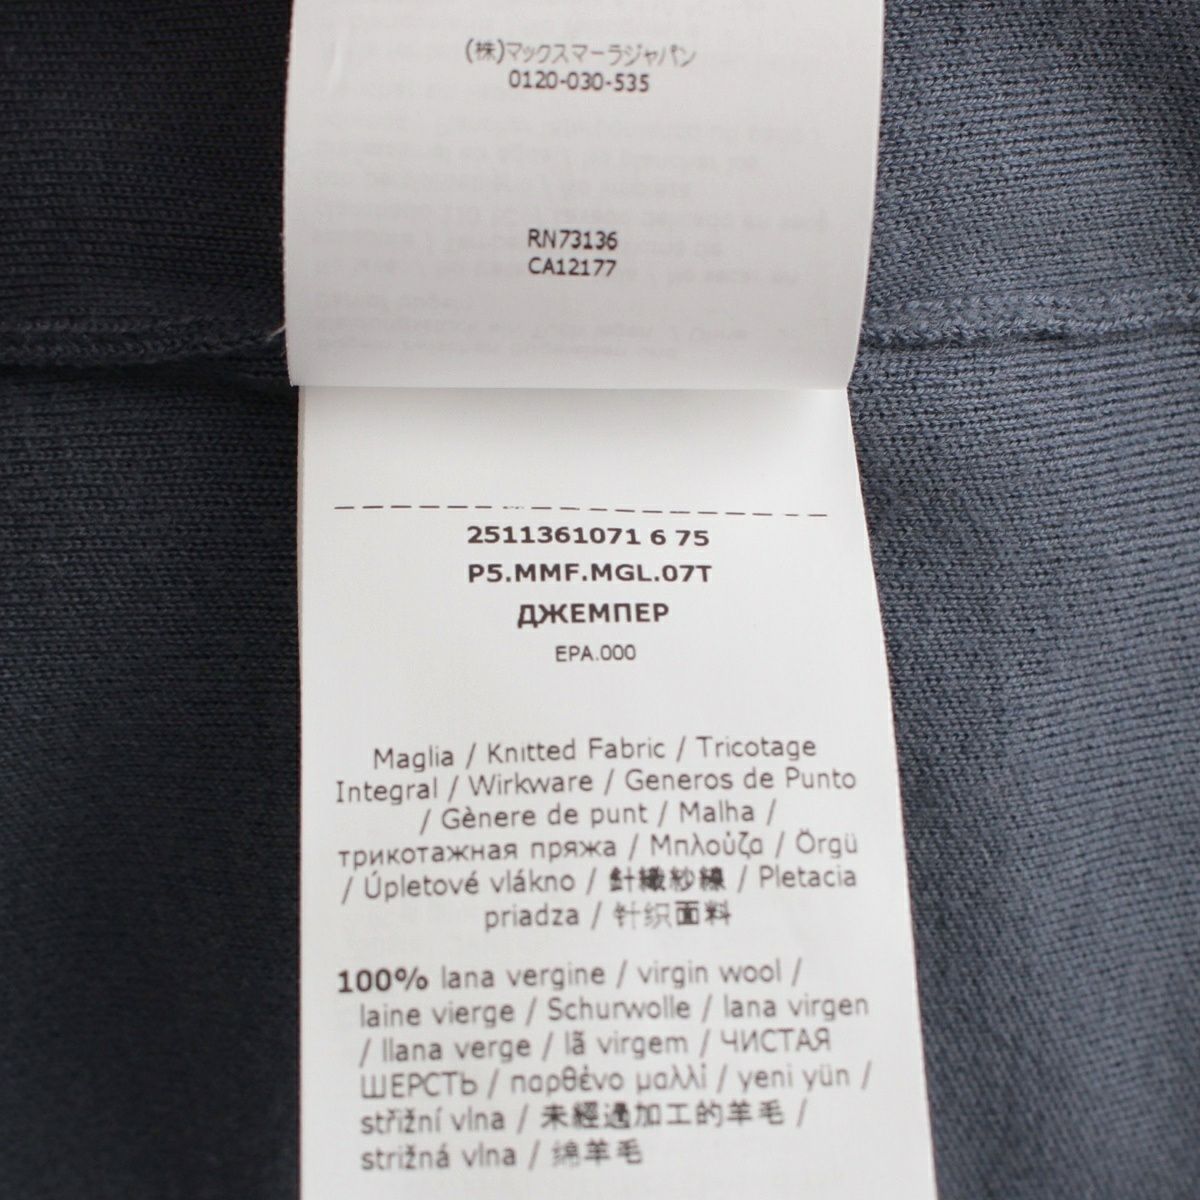 (株)マックスマーラジャパン
0120-030-535
RN73136
CA12177
2511361071 6 75
P5.MMF.MGL.07T
ДЖЕМПЕР
EPA.000
Maglia / Knitted Fabric / Tricotage
Integral / Wirkware / Generos de Punto
/ Gènere de punt / Malha /
трикотажная пряжа / Μπλούζα / Örgü
/ Úpletové vlákno / 針織紗線 / Pletacia
priadza / 针织面料
100% lana vergine / virgin wool /
laine vierge / Schurwolle / lana virgen
/ llana verge / lã virgem / ЧИСТАЯ
ШЕРСТЬ / παρθένο μαλλί / yeni yün /
střižní vlna / 未經過加工的羊毛 /
strižná vlna / 绵羊毛